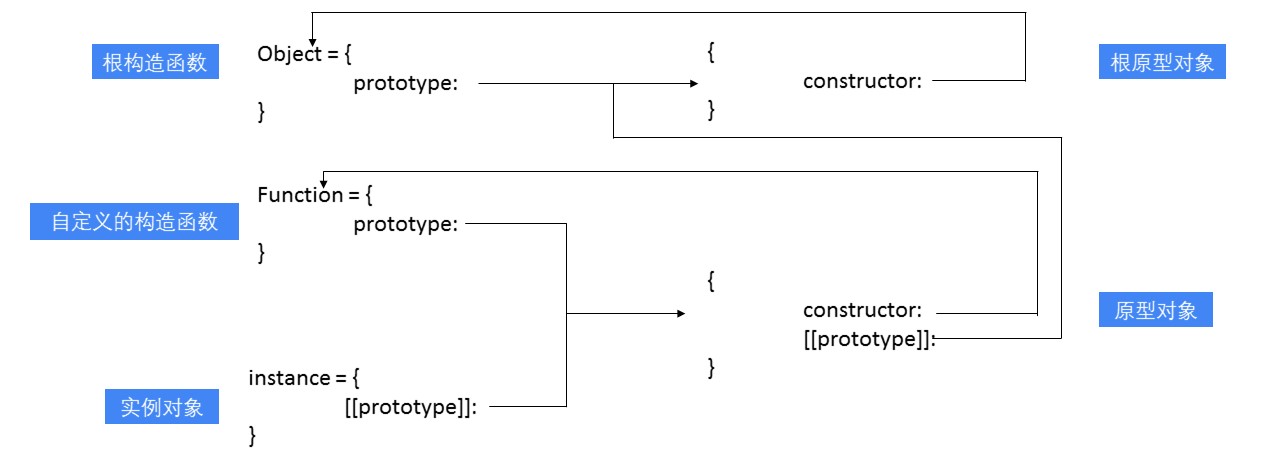 根构造函数
Object = {
prototype:
}
{
constructor:
}
根原型对象
自定义的构造函数
Function = {
prototype:
}
{
constructor:
[[prototype]]:
}
原型对象
实例对象
instance = {
[[prototype]]:
}